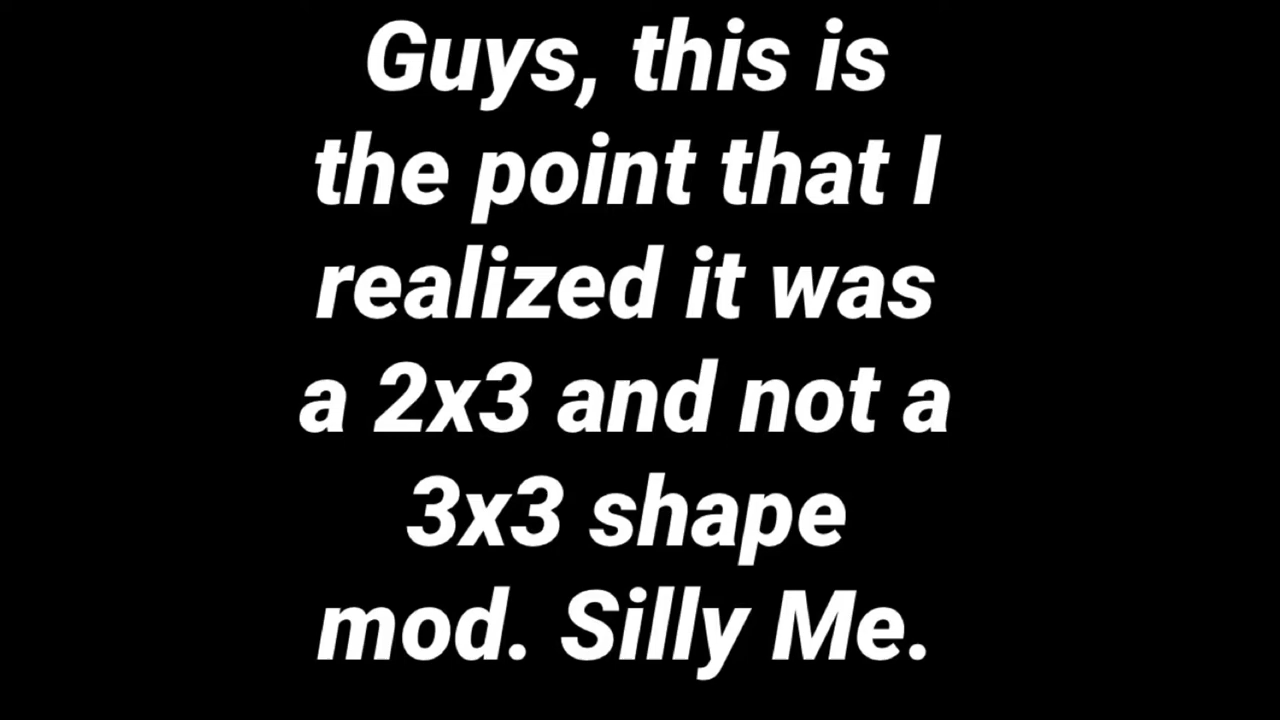 Guys, this is
the point that I
realized it was
a 2x3 and not a
3x3 shape
mod. Silly Me.